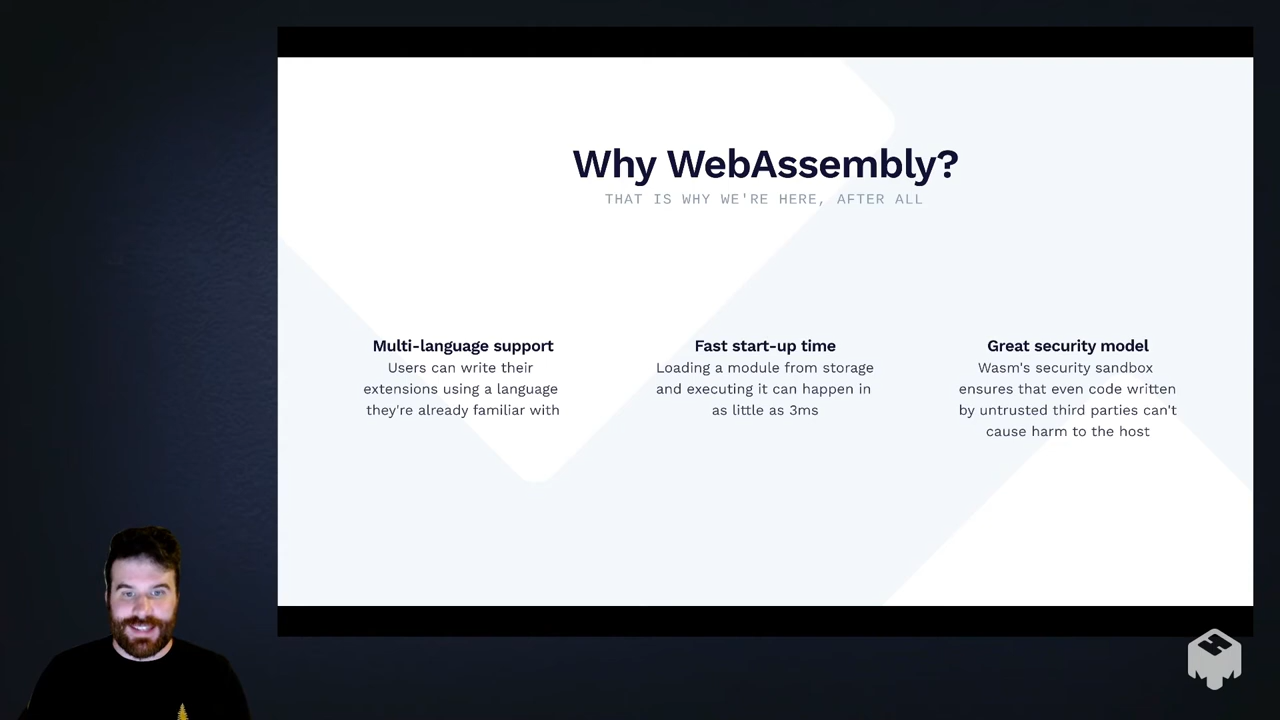 Why WebAssembly?
THAT IS WHY WE'RE HERE, AFTER ALL
Multi-language support
Users can write their
extensions using a language
they're already familiar with
Fast start-up time
Loading a module from storage
and executing it can happen in
as little as 3ms
Great security model
Wasm's security sandbox
ensures that even code written
by untrusted third parties can't
cause harm to the host